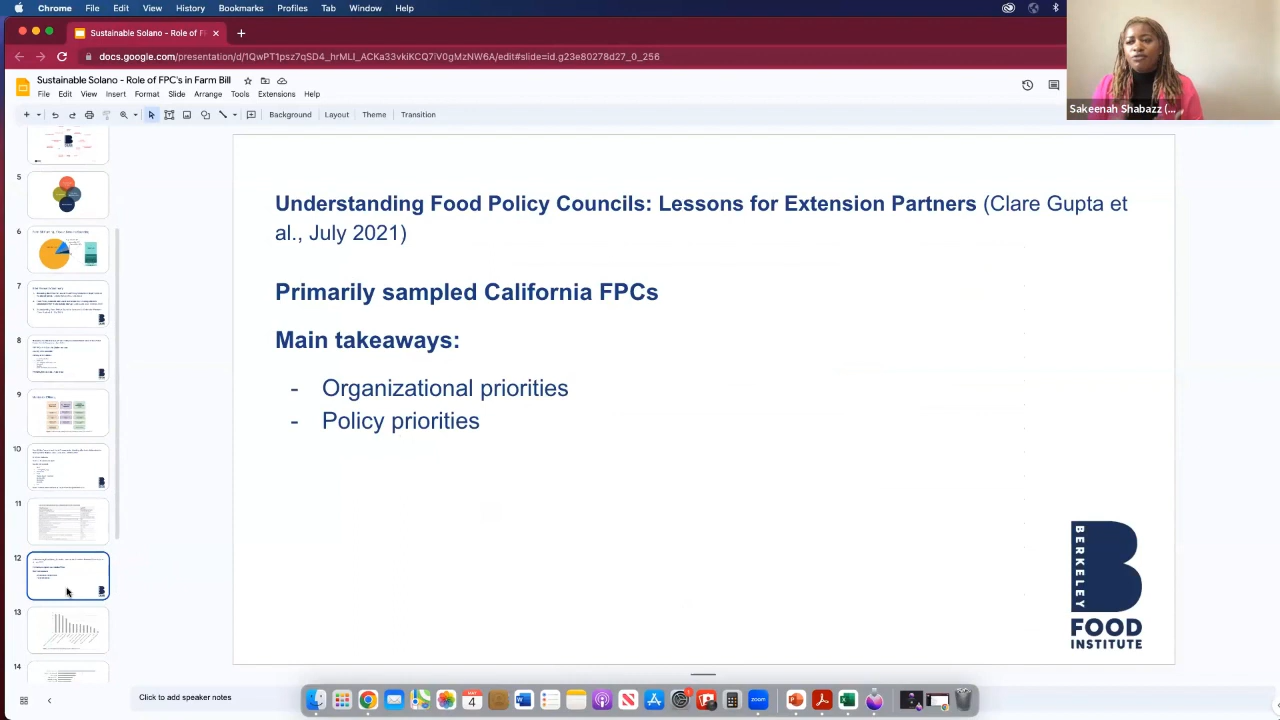 Chrome File Edit View History Bookmarks Profiles Tab Window Help
Sustainable Solano - Role of F
docs.google.com/presentation/d/1QwPT1psz7qSD4_hrMLI_ACKa33vkiKCQ7iV0gMzNW6A/edit#slide=id.g23e80278d27_0_256
Sustainable Solano - Role of FPC's in Farm Bill
File Edit View Insert Format Slide Arrange Tools Extensions Help
Background Layout Theme Transition
Sakeenah Shabazz (...
5
6
7
8
9
10
11
12
13
14
Understanding Food Policy Councils: Lessons for Extension Partners (Clare Gupta et
al., July 2021)
Primarily sampled California FPCs
Main takeaways:
- Organizational priorities
- Policy priorities
BERKELEY
FOOD
INSTITUTE
Click to add speaker notes
MAY
4
zoom